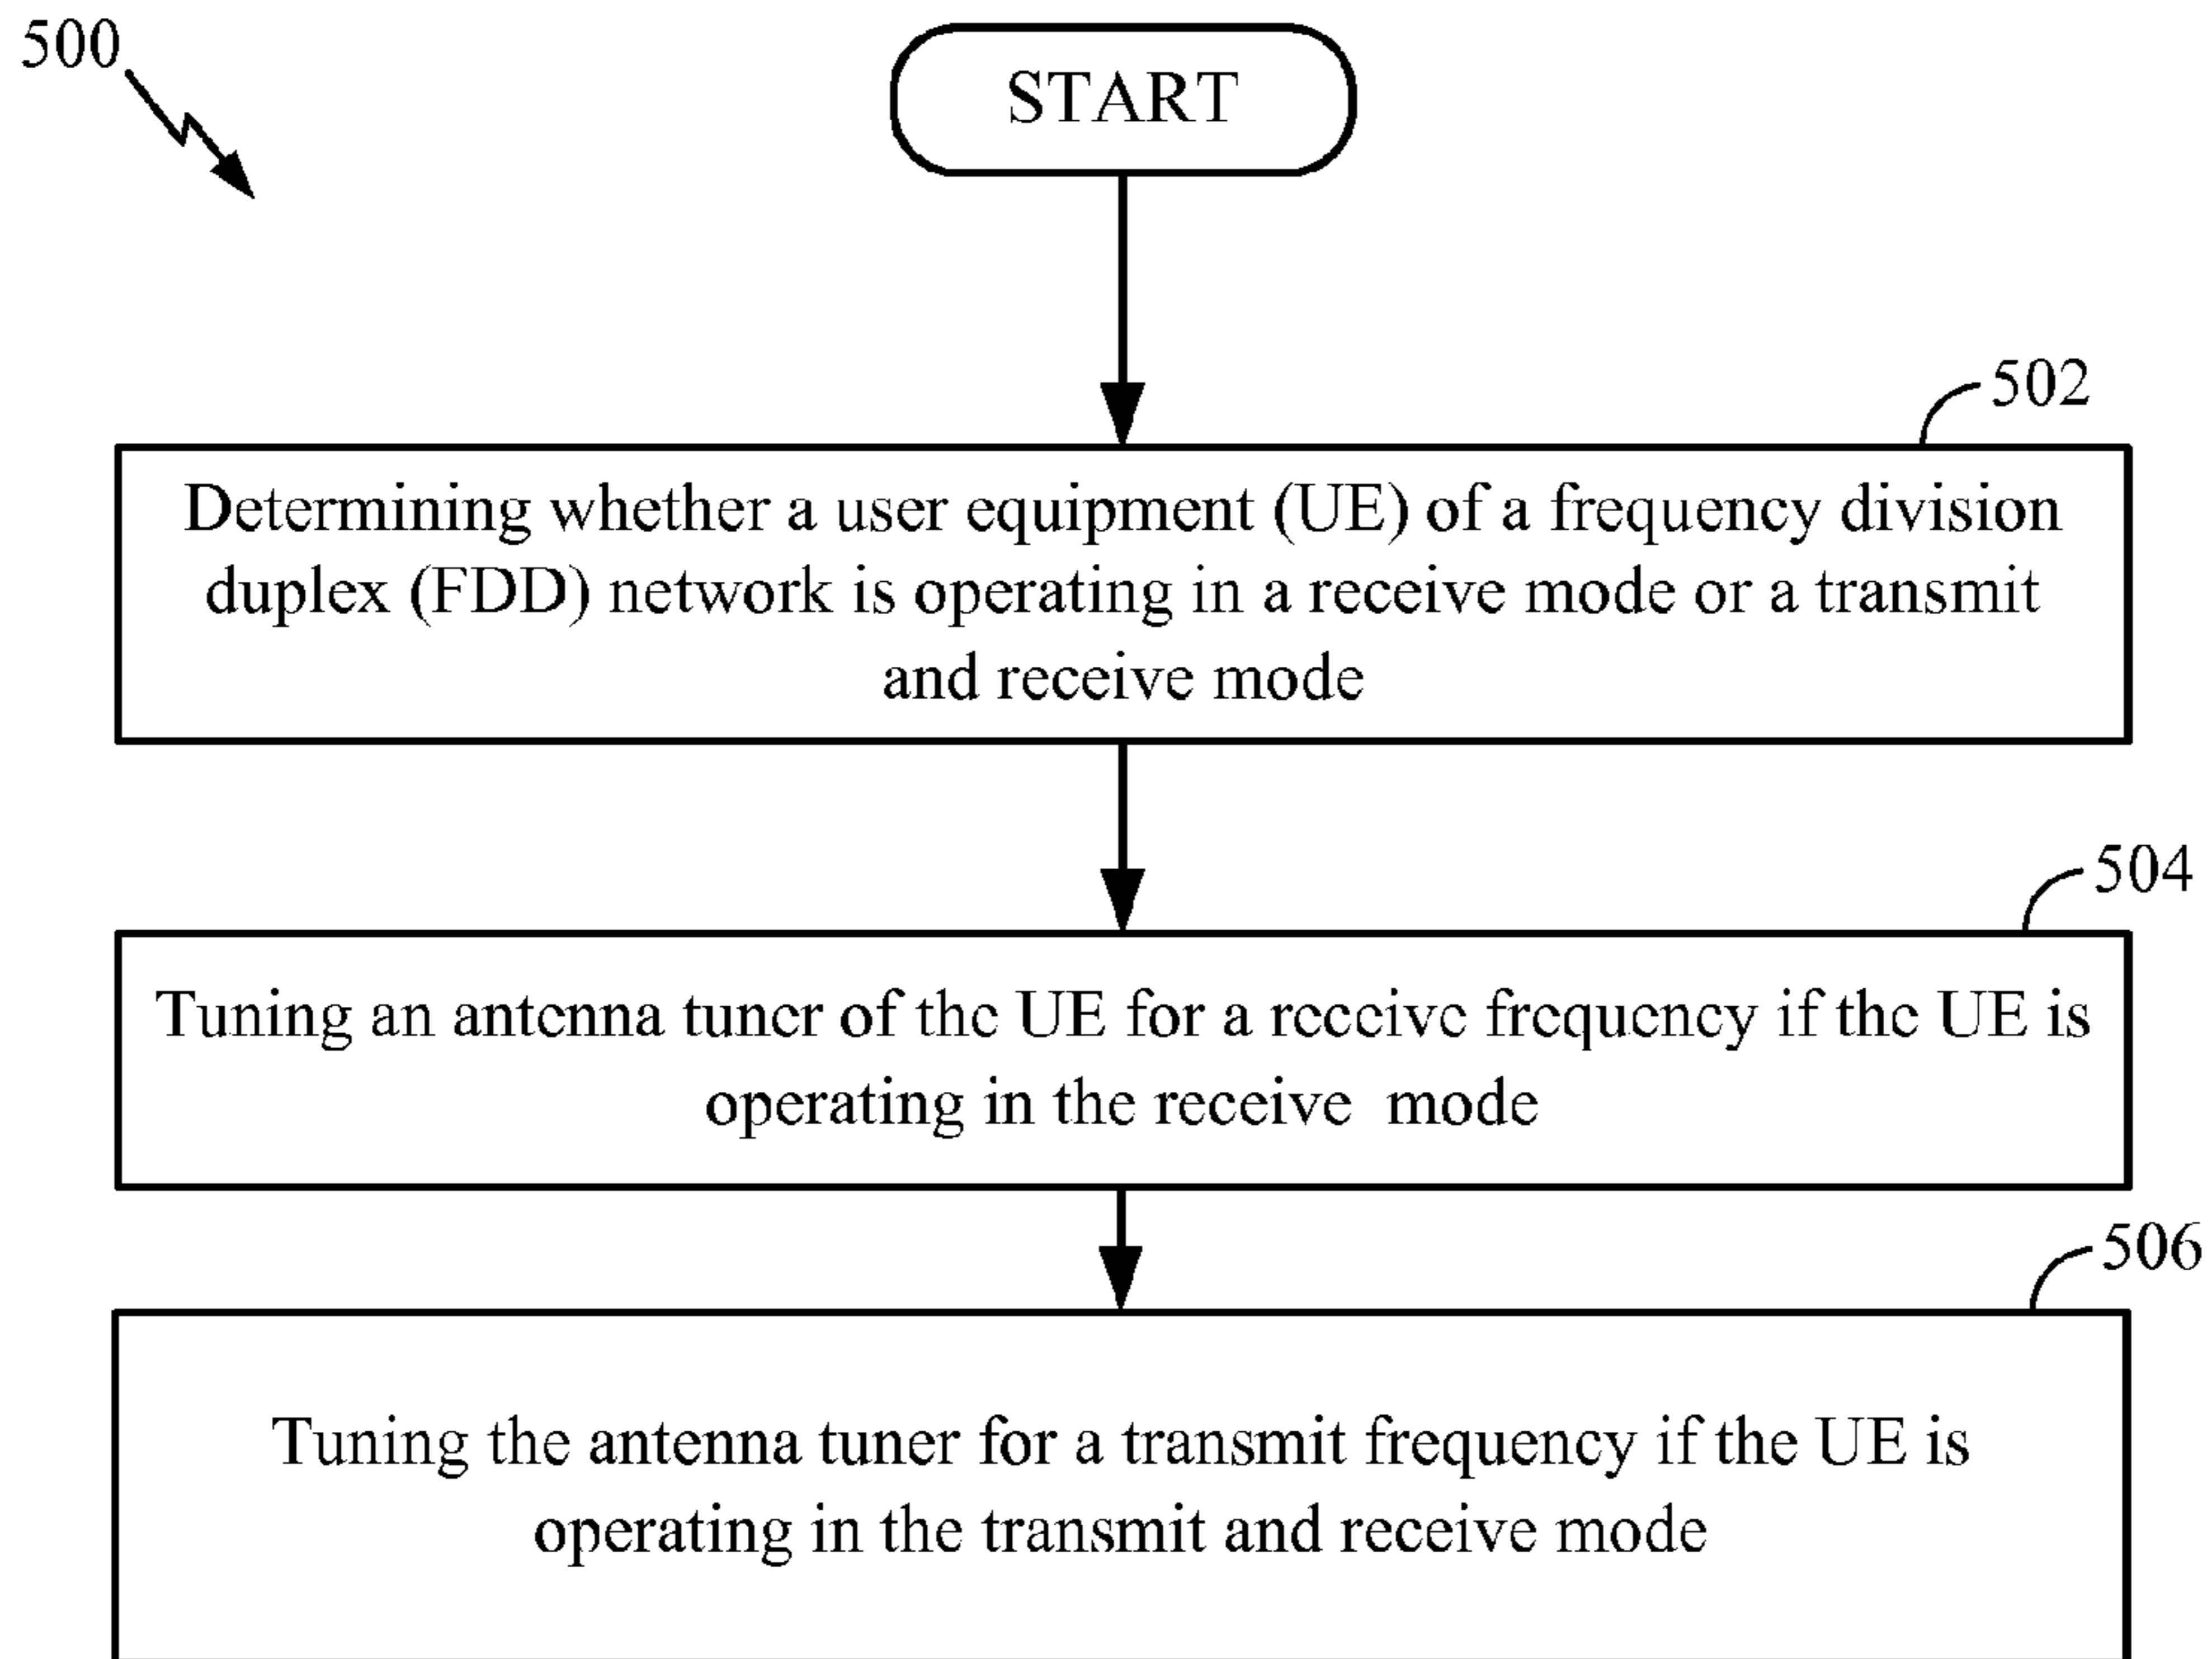 500
START
502
Determining whether a user equipment (UE) of a frequency division
duplex (FDD) network is operating in a receive mode or a transmit
and receive mode
504
Tuning an antenna tuner of the UE for a receive frequency if the UE is
operating in the receive mode
506
Tuning the antenna tuner for a transmit frequency if the UE is
operating in the transmit and receive mode